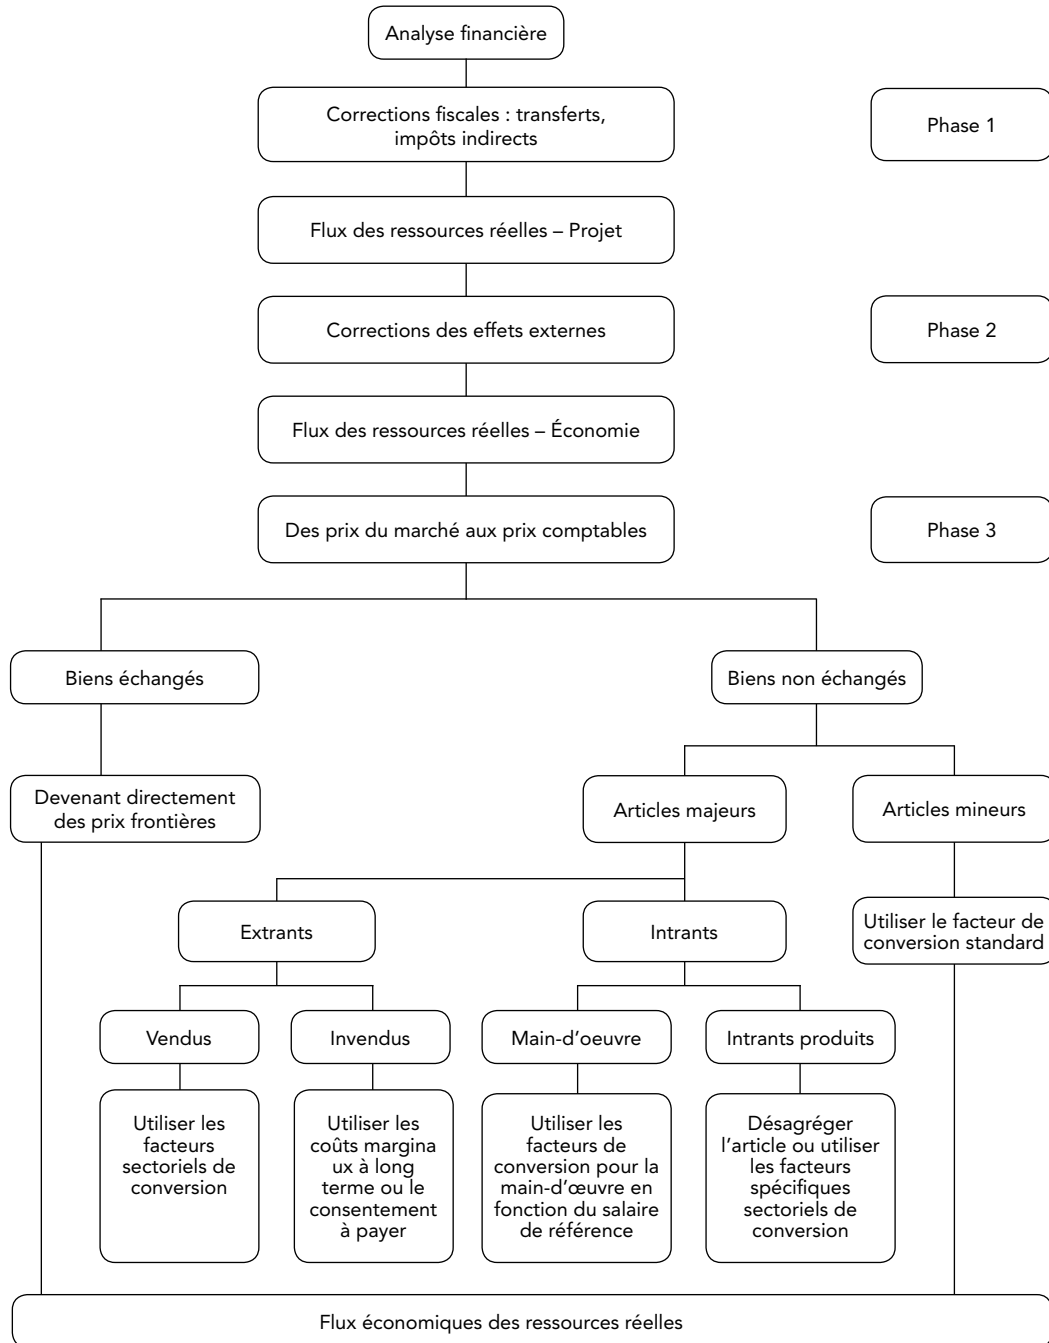 Analyse financière
Corrections fiscales : transferts,
impôts indirects
Phase 1
Flux des ressources réelles – Projet
Corrections des effets externes
Phase 2
Flux des ressources réelles – Économie
Des prix du marché aux prix comptables
Phase 3
Biens échangés
Biens non échangés
Devenant directement
des prix frontières
Articles majeurs
Articles mineurs
Extrants
Intrants
Utiliser le facteur de
conversion standard
Vendus
Invendus
Main-d'oeuvre
Intrants produits
Utiliser les
facteurs
sectoriels de
conversion
Utiliser les
coûts margina
ux à long
terme ou le
consentement
à payer
Utiliser les
facteurs de
conversion pour la
main-d'œuvre en
fonction du salaire
de référence
Désagréger
l'article ou utiliser
les facteurs
spécifiques
sectoriels de
conversion
Flux économiques des ressources réelles